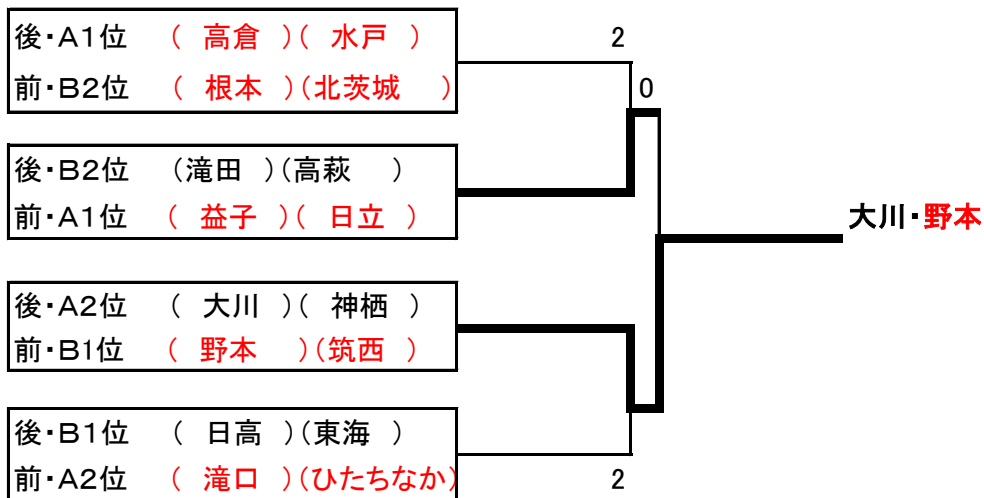 後・A1位 ( 高倉 )( 水戸 ) 2
前・B2位 ( 根本 )(北茨城 ) 0
後・B2位 (滝田 )(高萩 )
前・A1位 ( 益子 )( 日立 )
大川・野本
後・A2位 ( 大川 )( 神栖 )
前・B1位 ( 野本 )(筑西 )
後・B1位 ( 日高 )(東海 )
前・A2位 ( 滝口 )(ひたちなか) 2